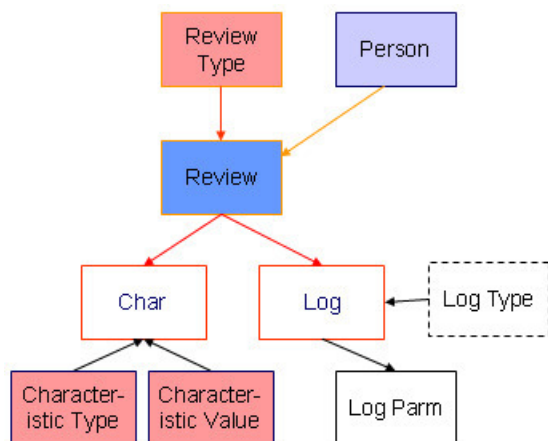 Review
Type
Person
Review
Char
Log
Log Type
Character-
istic Type
Character-
istic Value
Log Parm